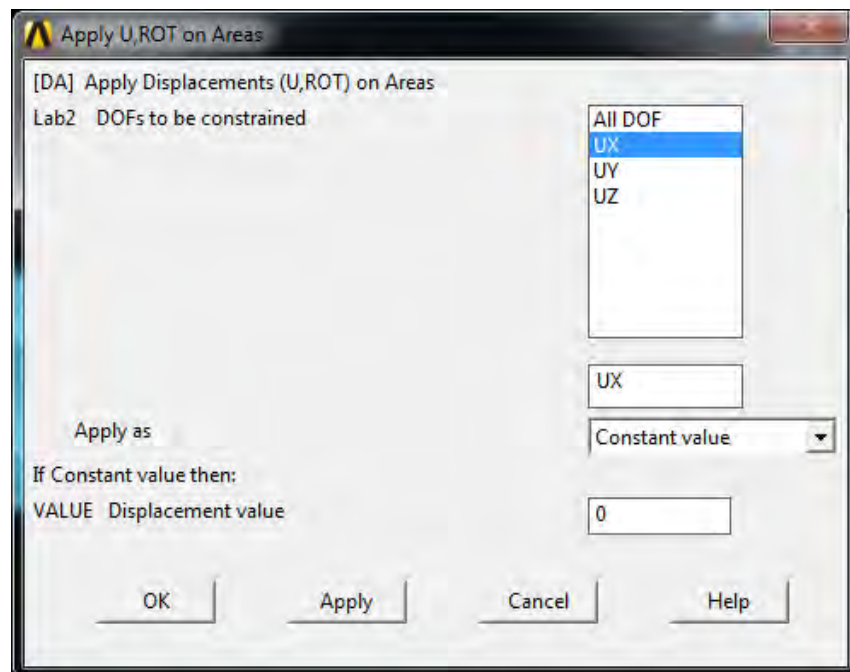 Apply U,ROT on Areas
[DA] Apply Displacements (U,ROT) on Areas
Lab2 DOFs to be constrained
All DOF
UX
UY
UZ
UX
Apply as
Constant value
If Constant value then:
VALUE Displacement value
0
OK Apply Cancel Help